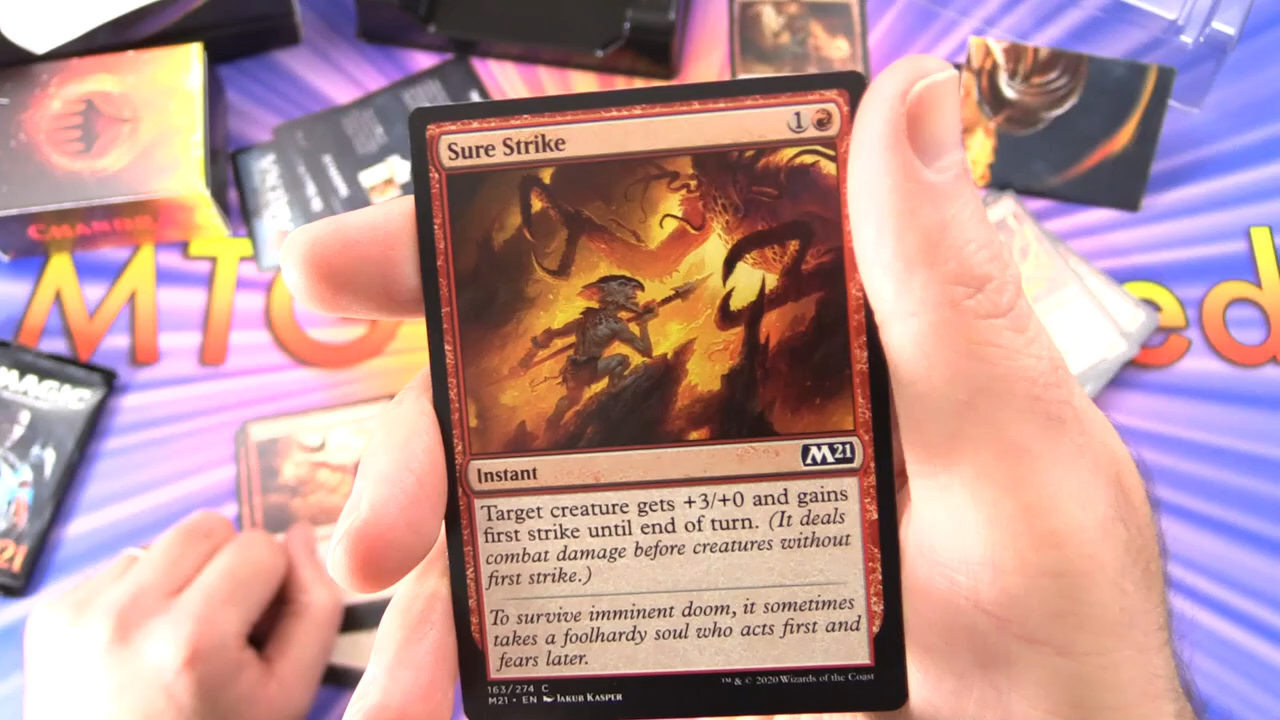 Sure Strike
1
Instant
M21
Target creature gets +3/+0 and gains
first strike until end of turn. (It deals
combat damage before creatures without
first strike.)
To survive imminent doom, it sometimes
takes a foolhardy soul who acts first and
fears later.
163/274 C
M21 • EN Jakub Kasper
™ & © 2020 Wizards of the Coast
CHANDRA
MTG
ed
MAGIC
21